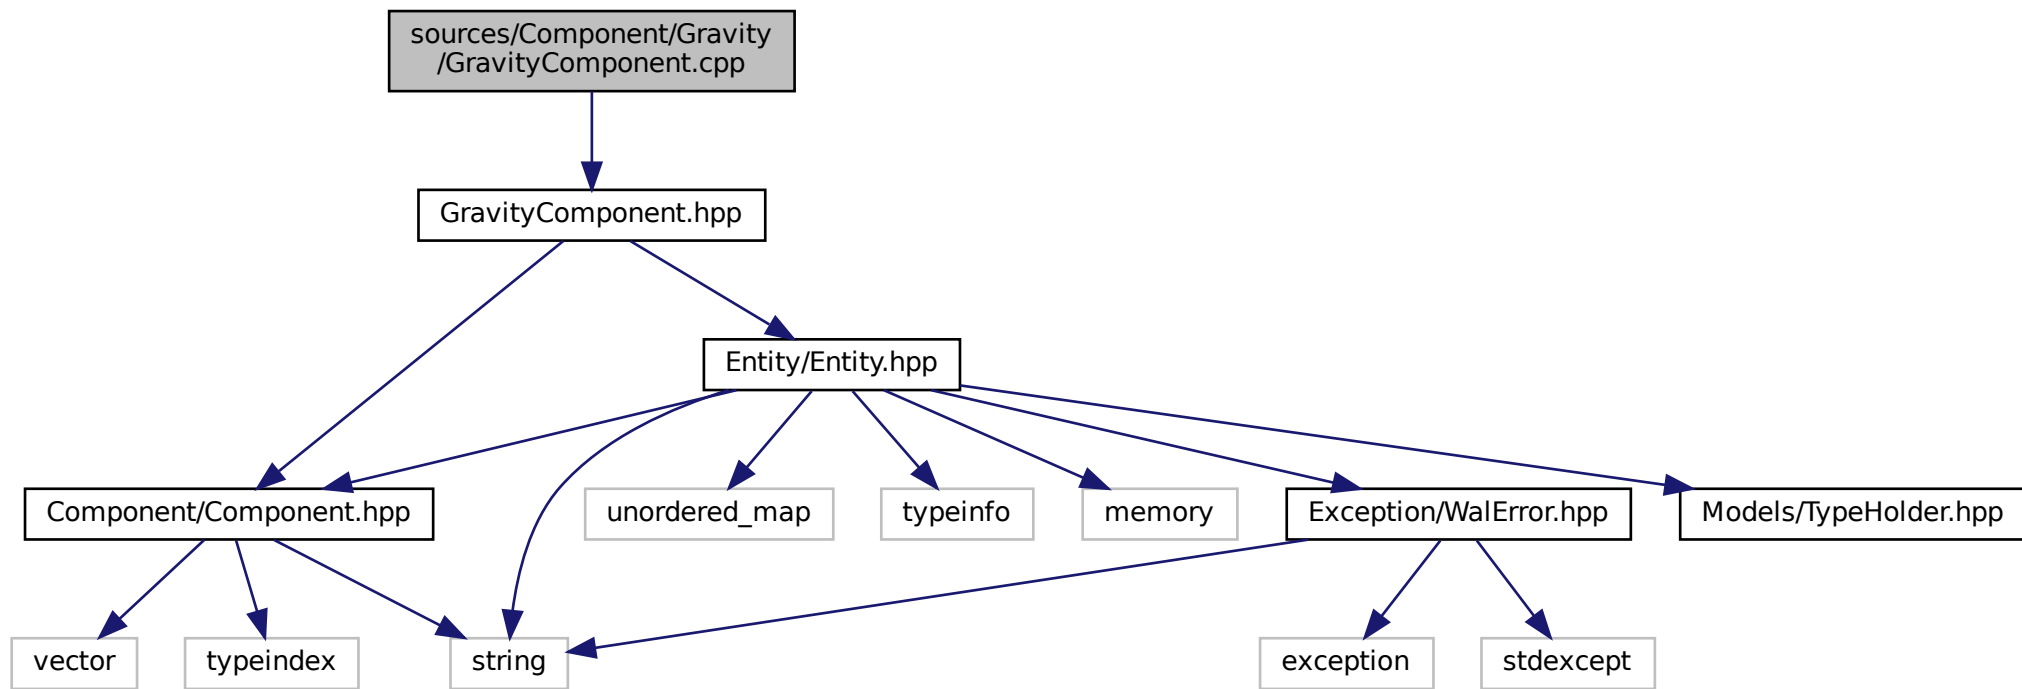 sources/Component/Gravity
/GravityComponent.cpp
GravityComponent.hpp
Entity/Entity.hpp
Component/Component.hpp
unordered_map
typeinfo
memory
Exception/WalError.hpp
Models/TypeHolder.hpp
vector
typeindex
string
exception
stdexcept